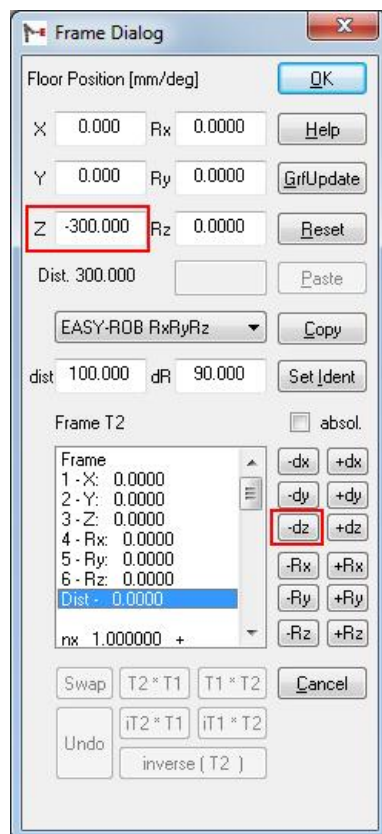 Frame Dialog
Floor Position [mm/deg] OK
X 0.000 Rx 0.0000 Help
Y 0.000 Ry 0.0000 GrfUpdate
Z -300.000 Rz 0.0000 Reset
Dist. 300.000 Paste
EASY-ROB RxRyRz Copy
dist 100.000 dR 90.000 Set Ident
Frame T2 absol.
Frame -dx +dx
1 - X: 0.0000
2 - Y: 0.0000 -dy +dy
3 - Z: 0.0000
4 - Rx: 0.0000 -dz +dz
5 - Ry: 0.0000 -Rx +Rx
6 - Rz: 0.0000
Dist - 0.0000 -Ry +Ry
nx 1.000000 + -Rz +Rz
Swap T2 * T1 T1 * T2 Cancel
Undo iT2 * T1 iT1 * T2
inverse ( T2 )